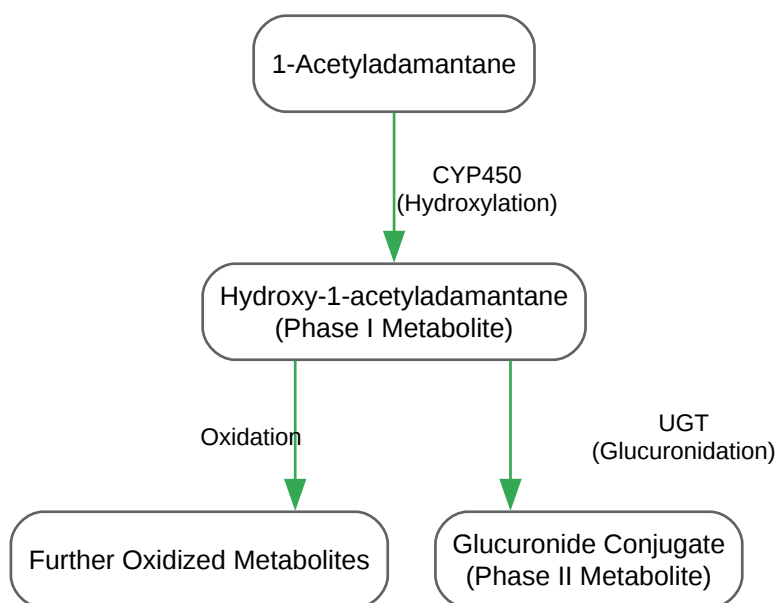 1-Acetyladamantane
CYP450
(Hydroxylation)
Hydroxy-1-acetyladamantane
(Phase I Metabolite)
Oxidation
UGT
(Glucuronidation)
Further Oxidized Metabolites
Glucuronide Conjugate
(Phase II Metabolite)